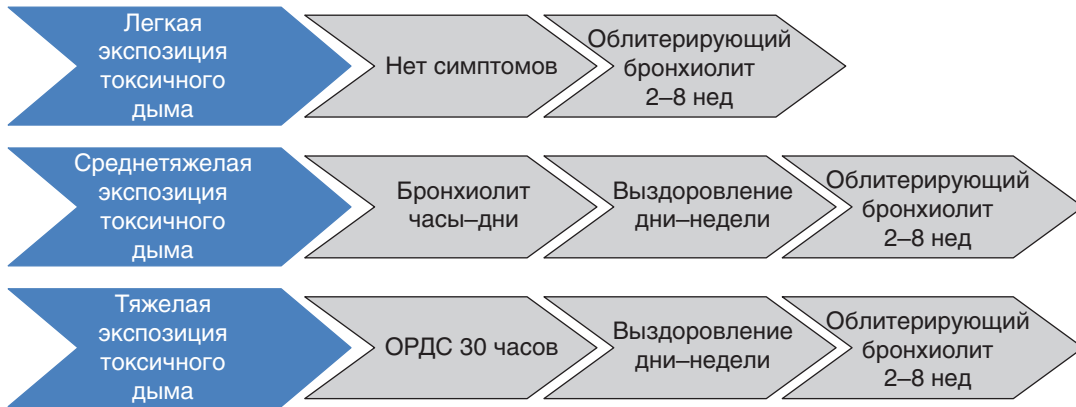 Легкая
экспозиция
токсичного
дыма
Нет симптомов
Облитерирующий
бронхиолит
2–8 нед
Среднетяжелая
экспозиция
токсичного
дыма
Бронхиолит
часы–дни
Выздоровление
дни–недели
Облитерирующий
бронхиолит
2–8 нед
Тяжелая
экспозиция
токсичного
дыма
ОРДС 30 часов
Выздоровление
дни–недели
Облитерирующий
бронхиолит
2–8 нед